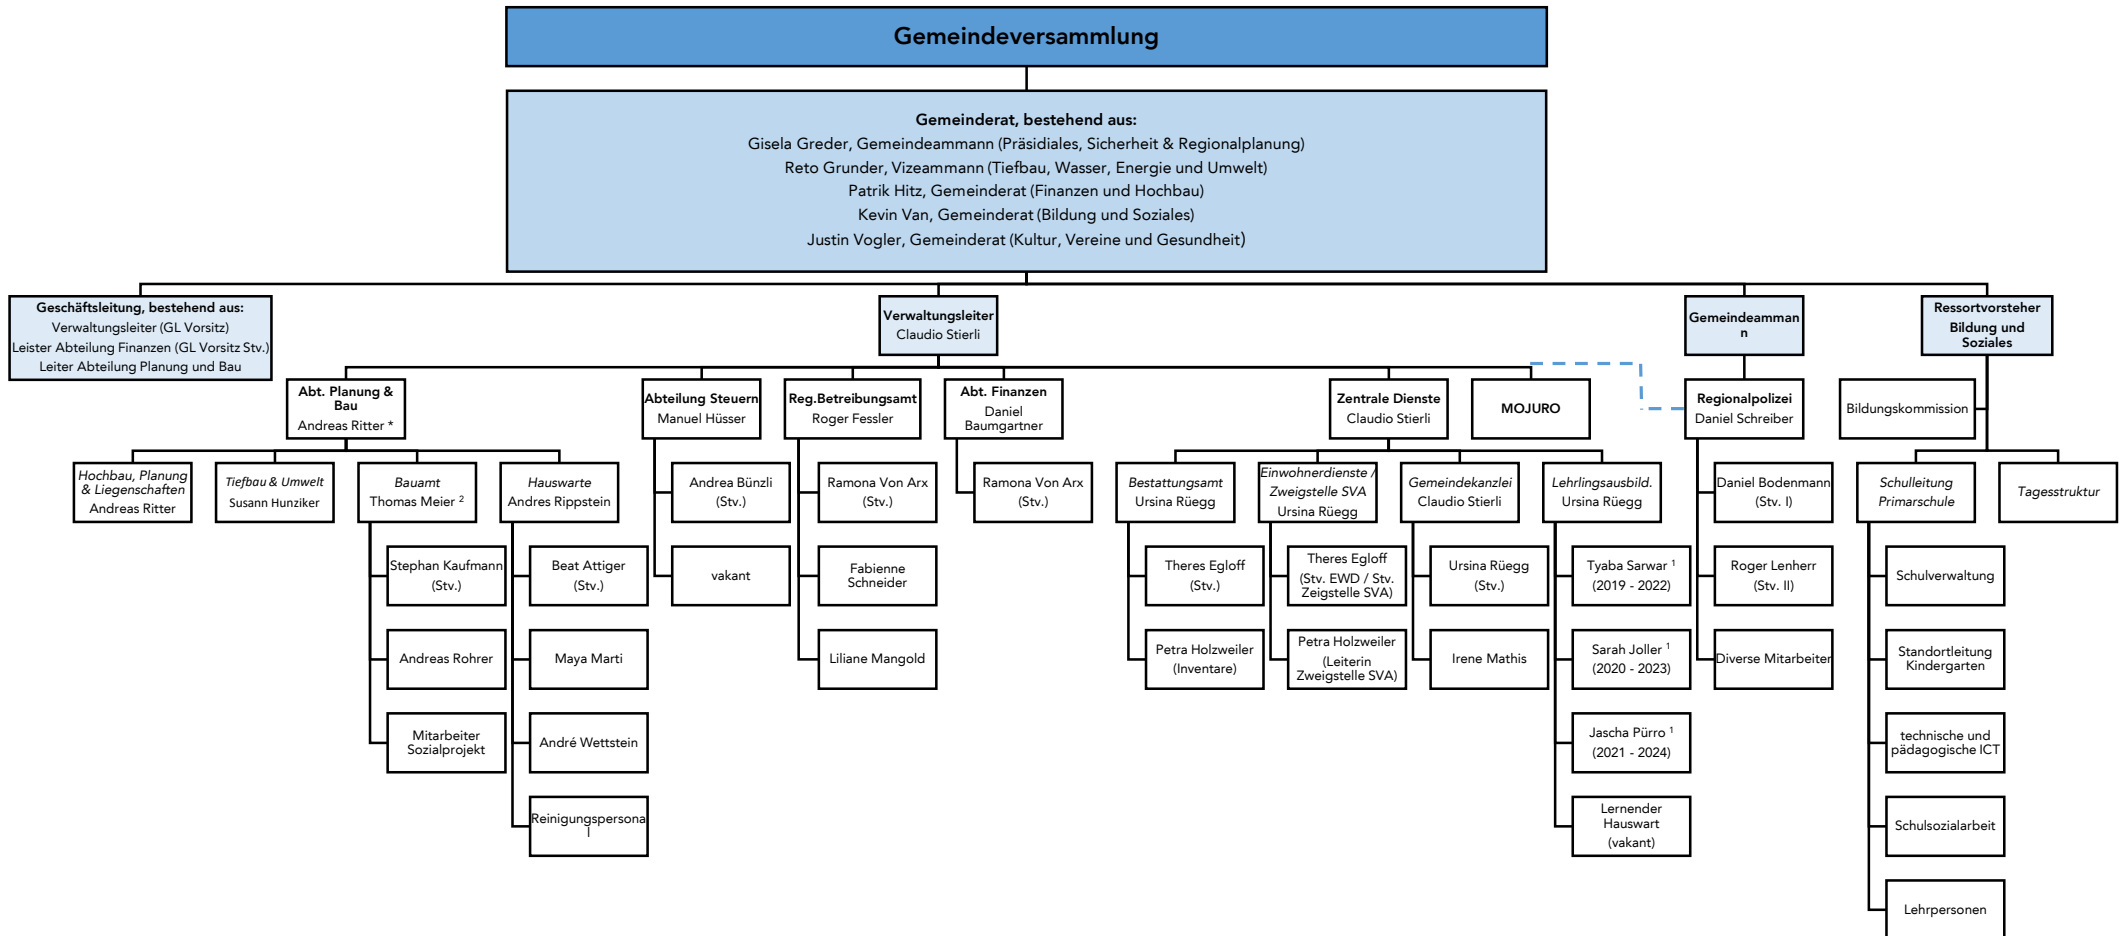 Gemeindeversammlung
Gemeinderat, bestehend aus:
Gisela Greder, Gemeindeammann (Präsidiales, Sicherheit & Regionalplanung)
Reto Grunder, Vizeammann (Tiefbau, Wasser, Energie und Umwelt)
Patrik Hitz, Gemeinderat (Finanzen und Hochbau)
Kevin Van, Gemeinderat (Bildung und Soziales)
Justin Vogler, Gemeinderat (Kultur, Vereine und Gesundheit)
Geschäftsleitung, bestehend aus:
Verwaltungsleiter (GL Vorsitz)
Leister Abteilung Finanzen (GL Vorsitz Stv.)
Leiter Abteilung Planung und Bau
Verwaltungsleiter
Claudio Stierli
Gemeindeamman
n
Ressortvorsteher
Bildung und
Soziales
Abt. Planung &
Bau
Andreas Ritter *
Abteilung Steuern
Manuel Hüsser
Reg.Betreibungsamt
Roger Fessler
Abt. Finanzen
Daniel
Baumgartner
Zentrale Dienste
Claudio Stierli
MOJURO
Regionalpolizei
Daniel Schreiber
Bildungskommission
Hochbau, Planung
& Liegenschaften
Andreas Ritter
Tiefbau & Umwelt
Susann Hunziker
Bauamt
Thomas Meier ²
Hauswarte
Andres Rippstein
Andrea Bünzli
(Stv.)
Ramona Von Arx
(Stv.)
Ramona Von Arx
(Stv.)
Bestattungsamt
Ursina Rüegg
Einwohnerdienste /
Zweigstelle SVA
Ursina Rüegg
Gemeindekanzlei
Claudio Stierli
Lehrlingsausbild.
Ursina Rüegg
Daniel Bodenmann
(Stv. I)
Schulleitung
Primarschule
Tagesstruktur
Stephan Kaufmann
(Stv.)
Beat Attiger
(Stv.)
vakant
Fabienne
Schneider
Theres Egloff
(Stv.)
Theres Egloff
(Stv. EWD / Stv.
Zeigstelle SVA)
Ursina Rüegg
(Stv.)
Tyaba Sarwar ¹
(2019 - 2022)
Roger Lenherr
(Stv. II)
Schulverwaltung
Andreas Rohrer
Maya Marti
Liliane Mangold
Petra Holzweiler
(Inventare)
Petra Holzweiler
(Leiterin
Zweigstelle SVA)
Irene Mathis
Sarah Joller ¹
(2020 - 2023)
Diverse Mitarbeiter
Standortleitung
Kindergarten
Mitarbeiter
Sozialprojekt
André Wettstein
Jascha Pürro ¹
(2021 - 2024)
technische und
pädagogische ICT
Reinigungspersona
l
Lernender
Hauswart
(vakant)
Schulsozialarbeit
Lehrpersonen